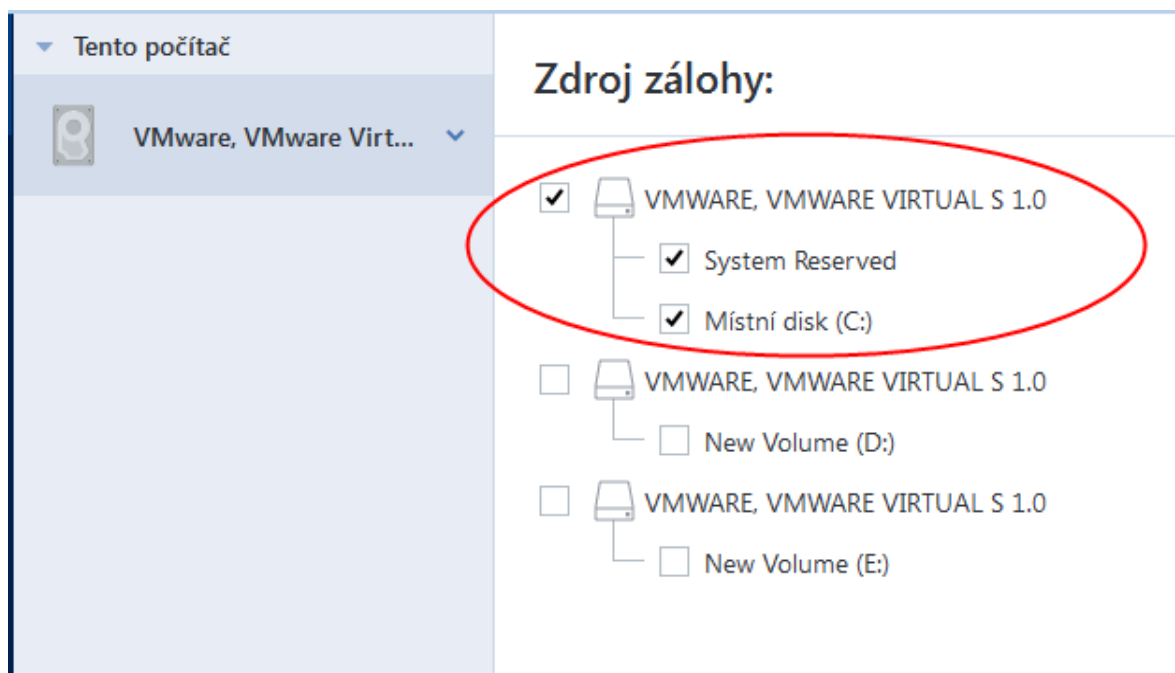 Tento počítač
VMware, VMware Virt...
Zdroj zálohy:
VMWARE, VMWARE VIRTUAL S 1.0
System Reserved
Místní disk (C:)
VMWARE, VMWARE VIRTUAL S 1.0
New Volume (D:)
VMWARE, VMWARE VIRTUAL S 1.0
New Volume (E:)